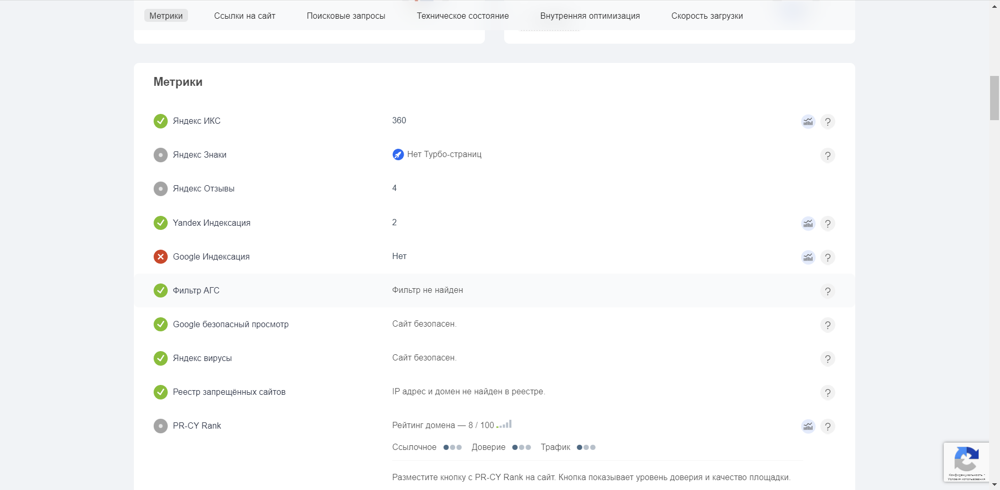 Метрики Ссылки на сайт Поисковые запросы Техническое состояние Внутренняя оптимизация Скорость загрузки
Метрики
Яндекс ИКС 360 ?
Яндекс Знаки Нет Турбо-страниц ?
Яндекс Отзывы 4
Yandex Индексация 2 ?
Google Индексация Нет ?
Фильтр АГС Фильтр не найден ?
Google безопасный просмотр Сайт безопасен. ?
Яндекс вирусы Сайт безопасен. ?
Реестр запрещённых сайтов IP адрес и домен не найден в реестре. ?
PR-CY Rank Рейтинг домена — 8 / 100 ?
Ссылочное Доверие Трафик
Разместите кнопку с PR-CY Rank на сайт. Кнопка показывает уровень доверия и качество площадки.
Конфиденциальность -
Условия использования